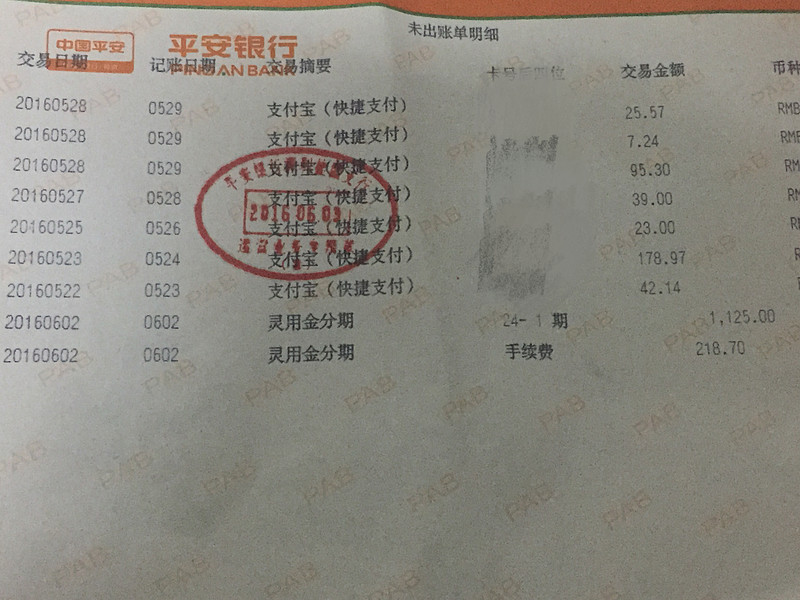 未出账单明细
中国平安 平安银行
PINGAN BANK
交易日期 记账日期 交易摘要 交易金额 币种
20160528 0529 支付宝（快捷支付） 25.57 RMB
20160528 0529 支付宝（快捷支付） 7.24 RMB
20160528 0529 支付宝（快捷支付） 95.30 RMB
20160527 0528 支付宝（快捷支付） 39.00
20160525 0526 支付宝（快捷支付） 23.00
20160523 0524 支付宝（快捷支付） 178.97
20160522 0523 支付宝（快捷支付） 42.14
20160602 0602 灵用金分期 24- 1 期 1,125.00
20160602 0602 灵用金分期 手续费 218.70
2016.06.03
PAB